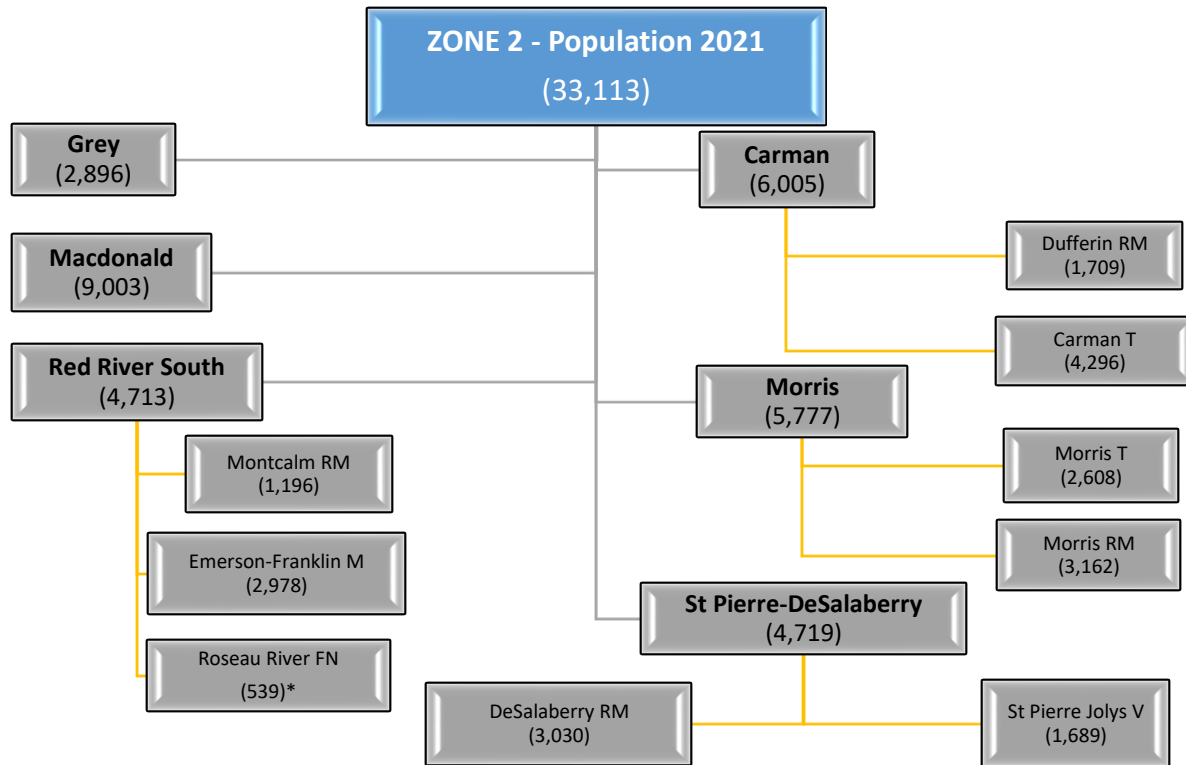 ZONE 2 - Population 2021
(33,113)
Grey
(2,896)
Macdonald
(9,003)
Red River South
(4,713)
Montcalm RM
(1,196)
Emerson-Franklin M
(2,978)
Roseau River FN
(539)*
Carman
(6,005)
Dufferin RM
(1,709)
Carman T
(4,296)
Morris
(5,777)
Morris T
(2,608)
Morris RM
(3,162)
St Pierre-DeSalaberry
(4,719)
DeSalaberry RM
(3,030)
St Pierre Jolys V
(1,689)